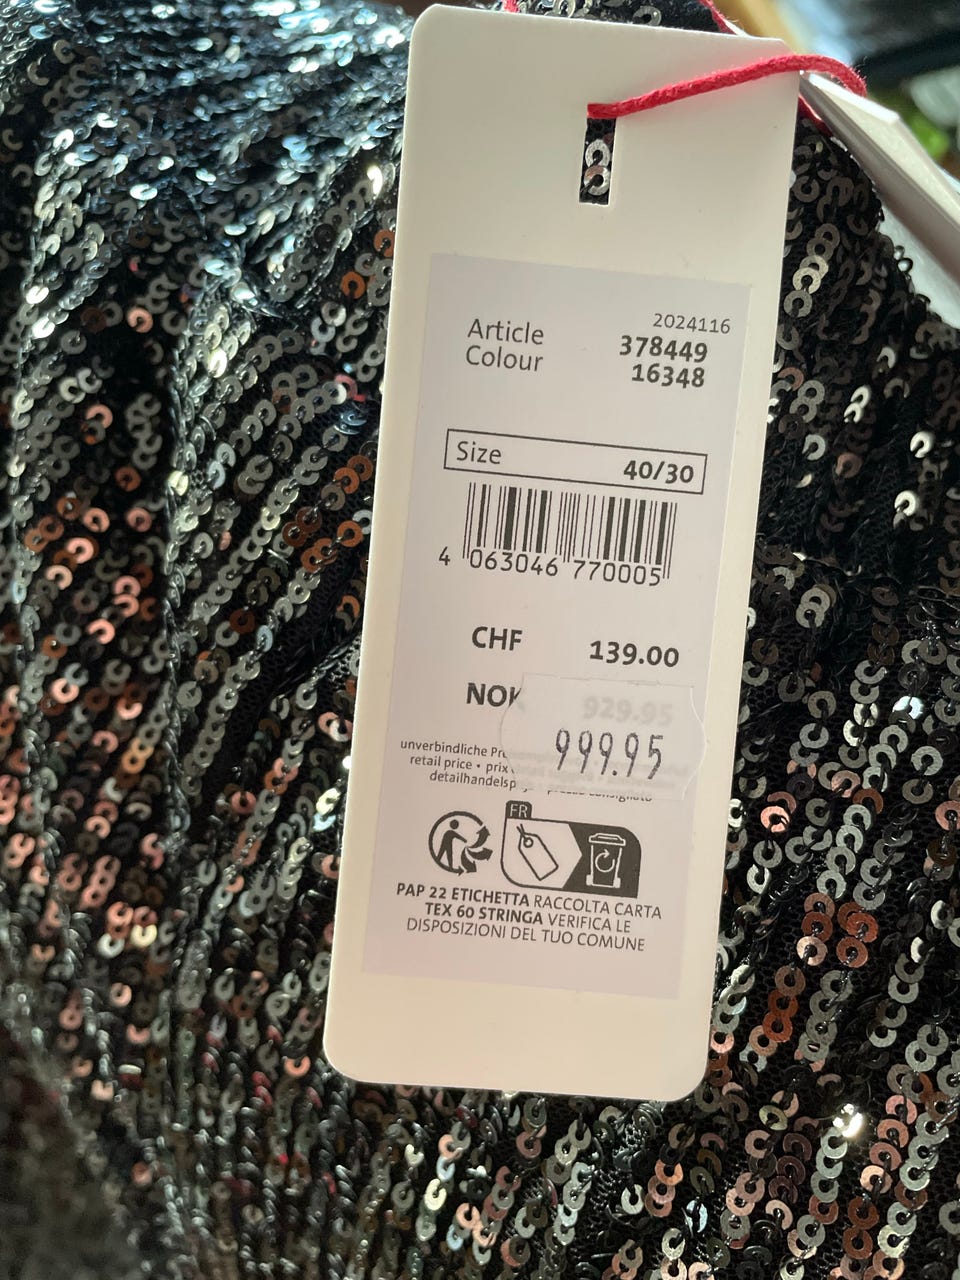 2024116
Article 378449
Colour 16348
Size 40/30
4 063046 770005
CHF 139.00
NOK 929.95
999.95
unverbindliche
retail price • prix
detailhandelsp
FR
PAP 22 ETICHETTA RACCOLTA CARTA
TEX 60 STRINGA VERIFICA LE
DISPOSIZIONI DEL TUO COMUNE